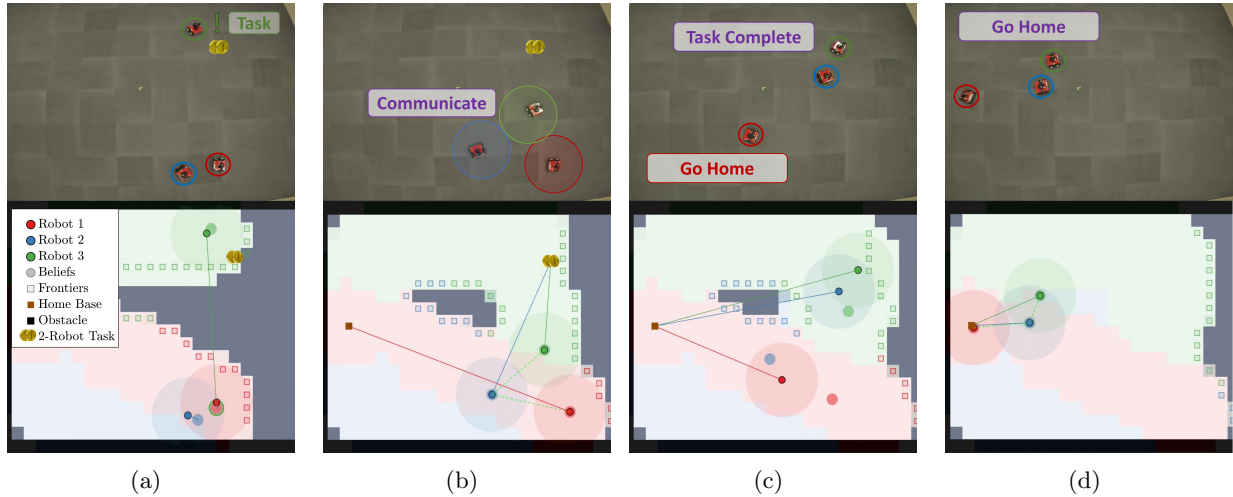 Task
Communicate
Task Complete
Go Home
Go Home
Robot 1
Robot 2
Robot 3
Beliefs
Frontiers
Home Base
Obstacle
2-Robot Task
(a)
(b)
(c)
(d)